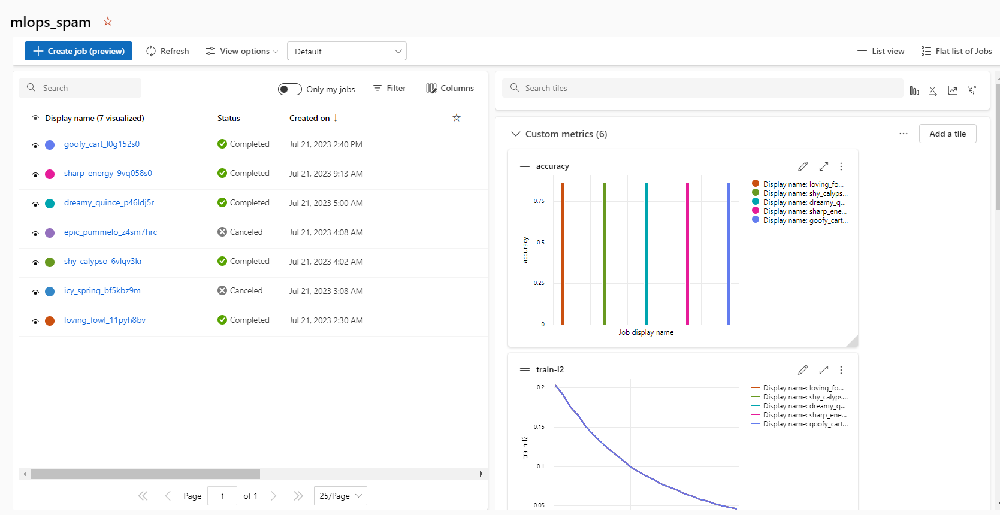 mlops_spam
Create job (preview)
Refresh
View options
Default
List view
Flat list of Jobs
Search
Only my jobs
Filter
Columns
Display name (7 visualized) Status Created on
goofy_cart_l0g152s0 Completed Jul 21, 2023 2:40 PM
sharp_energy_9vq058s0 Completed Jul 21, 2023 9:13 AM
dreamy_quince_p46ldj5r Completed Jul 21, 2023 5:00 AM
epic_pummelo_z4sm7hrc Canceled Jul 21, 2023 4:08 AM
shy_calypso_6vlqv3kr Completed Jul 21, 2023 4:02 AM
icy_spring_bf5kbz9m Canceled Jul 21, 2023 3:08 AM
loving_fowl_11pyh8bv Completed Jul 21, 2023 2:30 AM
Page 1 of 1 25/Page
Search tiles
Custom metrics (6)
Add a tile
accuracy
0.75
0.5
0.25
0
accuracy
Job display name
Display name: loving_fo...
Display name: shy_calyps...
Display name: dreamy_q...
Display name: sharp_ene...
Display name: goofy_cart...
train-l2
0.2
0.15
0.1
0.05
train-l2
Display name: loving_fo...
Display name: shy_calyps...
Display name: dreamy_q...
Display name: sharp_ene...
Display name: goofy_cart...